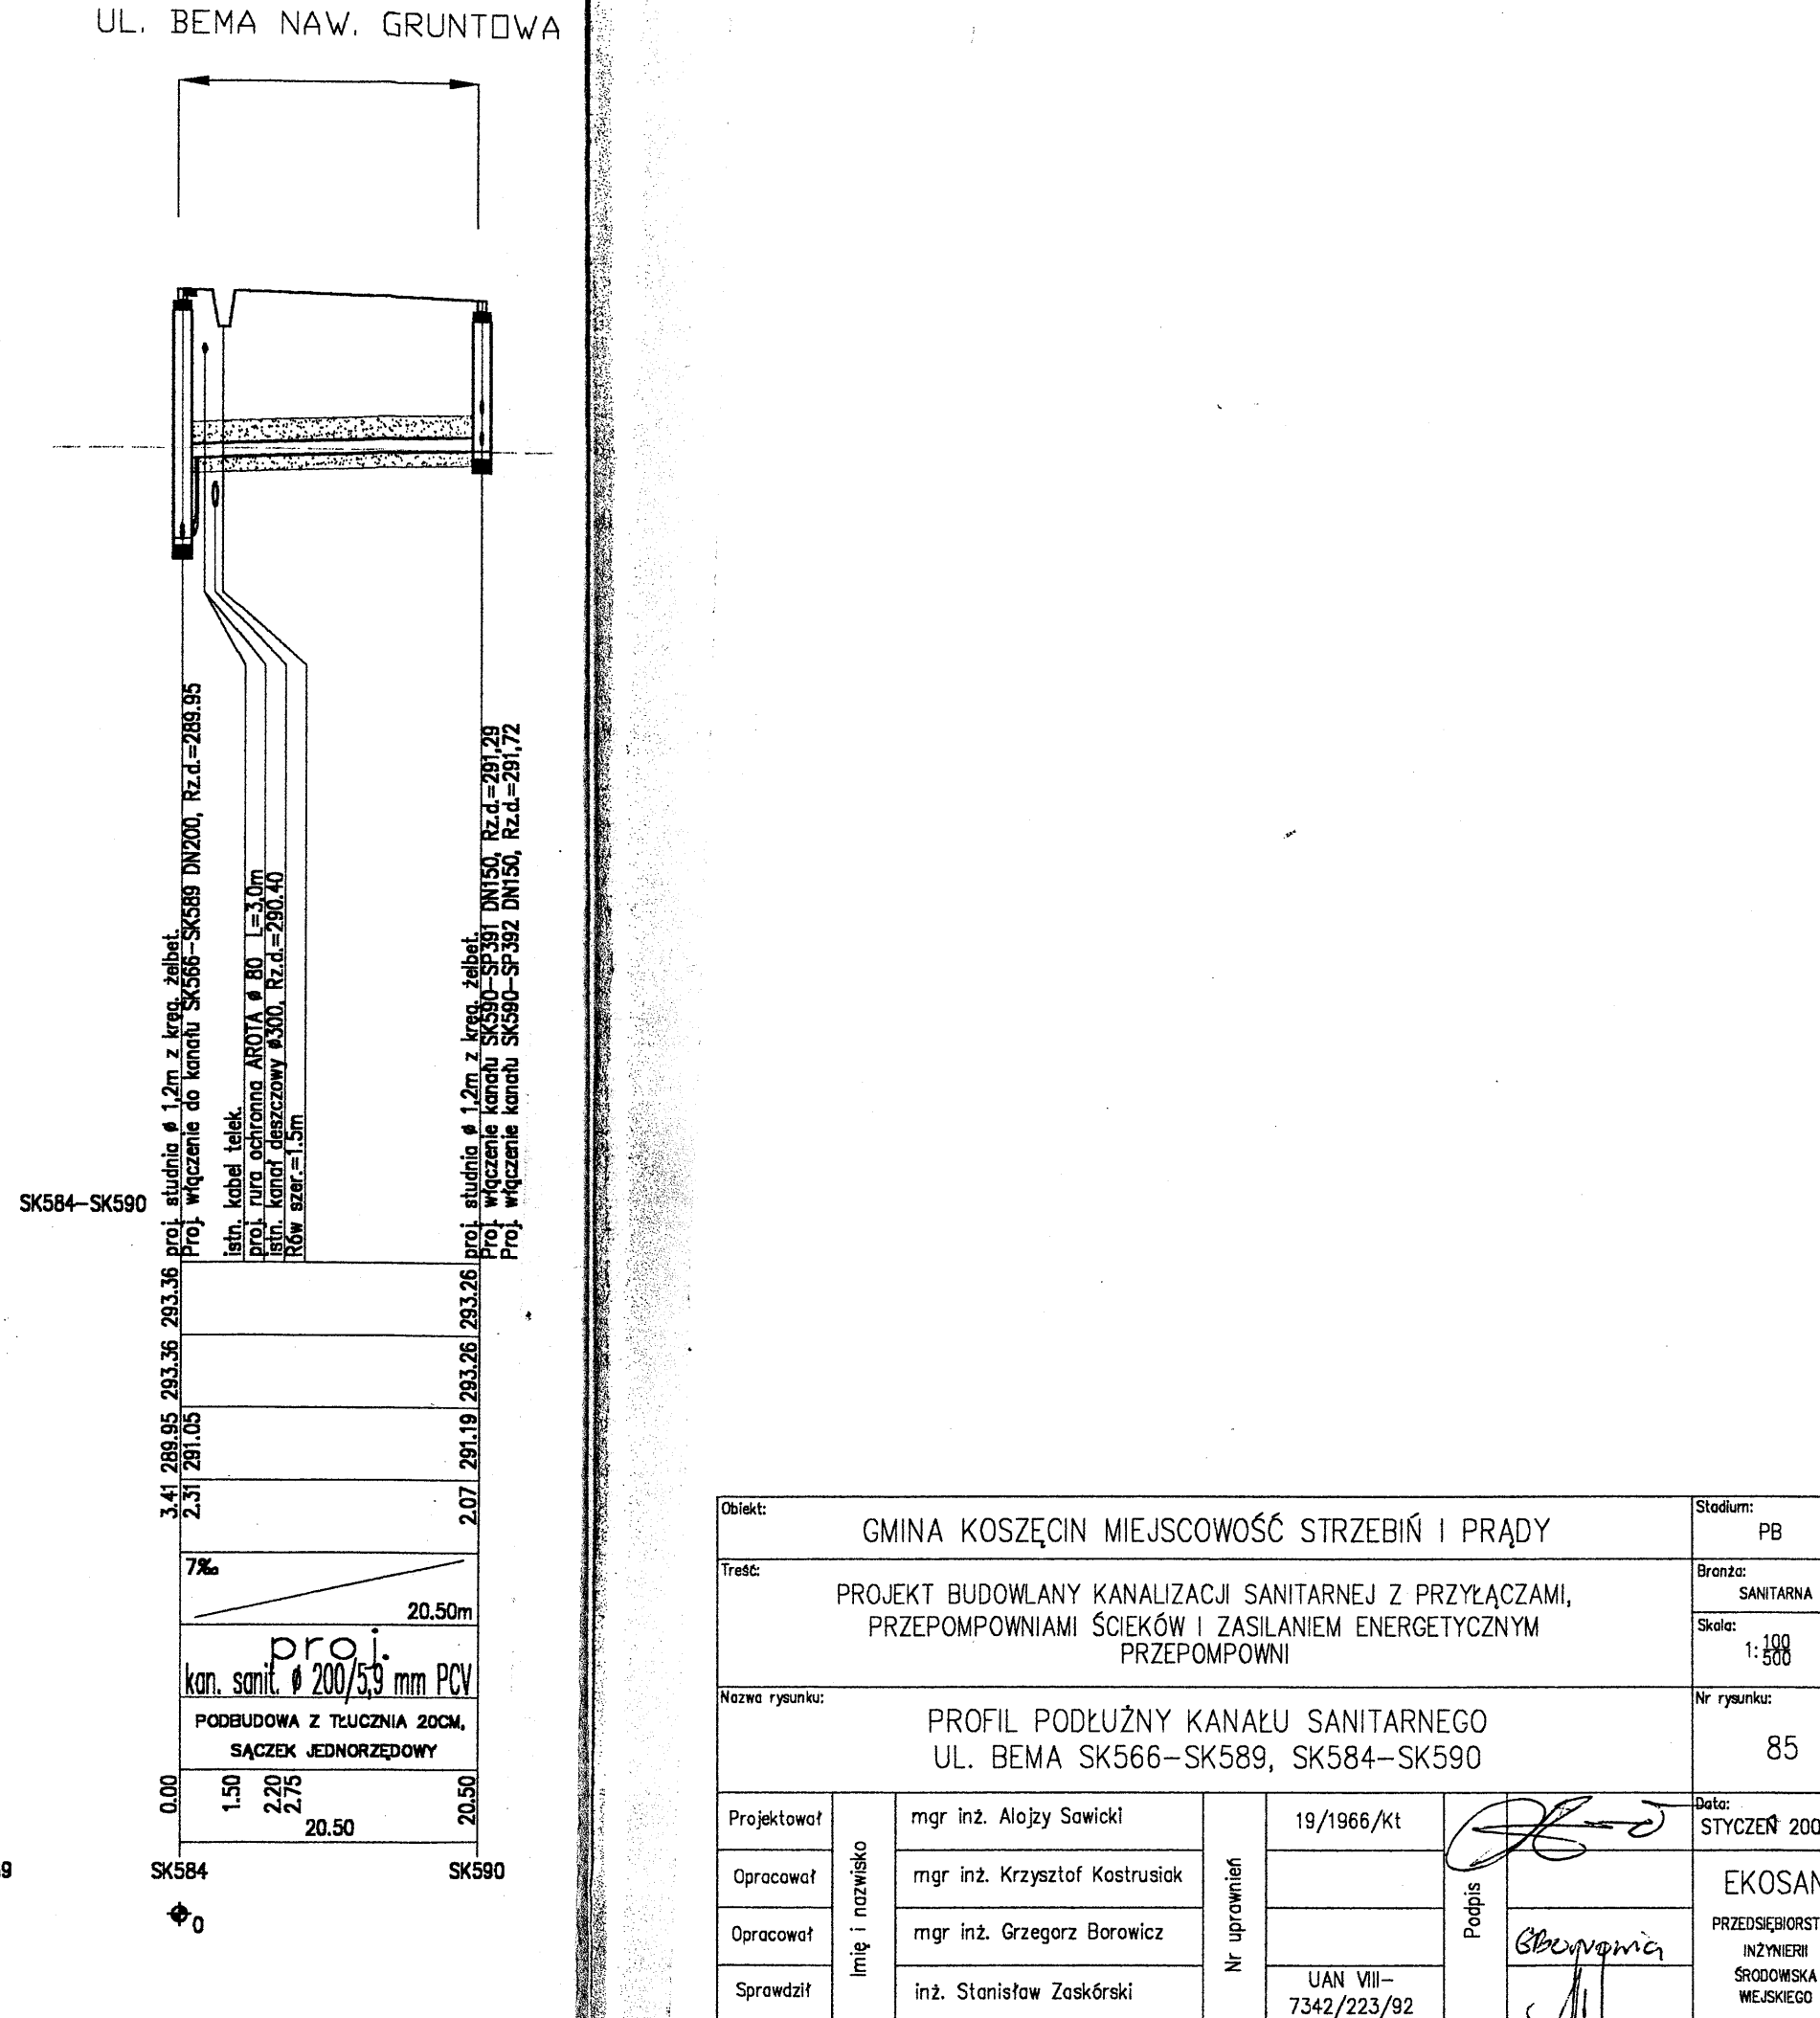 UL. BEMA NAW. GRUNTOWA
SK584-SK590
proj. studnia ø 1,2m z kręg. żelbet.
Proj. włączenie do kanału SK566-SK589 DN200, Rz.d.=289.95
istn. kabel telek.
proj. rura ochronna AROTA ø 80 L=3,0m
istn. kanał deszczowy ø300, Rz.d.=290.40
Rów szer.=1.5m
proj. studnia ø 1,2m z kręg. żelbet.
Proj. włączenie kanału SK590-SP391 DN150, Rz.d.=291,29
Proj. włączenie kanału SK590-SP392 DN150, Rz.d.=291,72
293.36 293.26
293.36 293.26
289.95 291.05 291.19
3.41 2.31 2.07
7‰
20.50m
proj.
kan. sanit. ø 200/5,9 mm PCV
PODBUDOWA Z TŁUCZNIA 20CM,
SĄCZEK JEDNORZĘDOWY
0.00 1.50 2.20 2.75 20.50
20.50
SK584 SK590
0
Obiekt:
GMINA KOSZĘCIN MIEJSCOWOŚĆ STRZEBIŃ I PRĄDY
Stadium:
PB
Treść:
PROJEKT BUDOWLANY KANALIZACJI SANITARNEJ Z PRZYŁĄCZAMI,
PRZEPOMPOWNIAMI ŚCIEKÓW I ZASILANIEM ENERGETYCZNYM
PRZEPOMPOWNI
Branża:
SANITARNA
Skala:
1: 100
500
Nazwa rysunku:
PROFIL PODŁUŻNY KANAŁU SANITARNEGO
UL. BEMA SK566-SK589, SK584-SK590
Nr rysunku:
85
Projektował
Imię i nazwisko
mgr inż. Alojzy Sawicki
Nr uprawnień
19/1966/Kt
Podpis
Data:
STYCZEŃ 200
Opracował
mgr inż. Krzysztof Kostrusiak
EKOSAN
Opracował
mgr inż. Grzegorz Borowicz
PRZEDSIĘBIORST
INŻYNIERII
ŚRODOWISKA
WIEJSKIEGO
Sprawdził
inż. Stanisław Zaskórski
UAN VIII-
7342/223/92